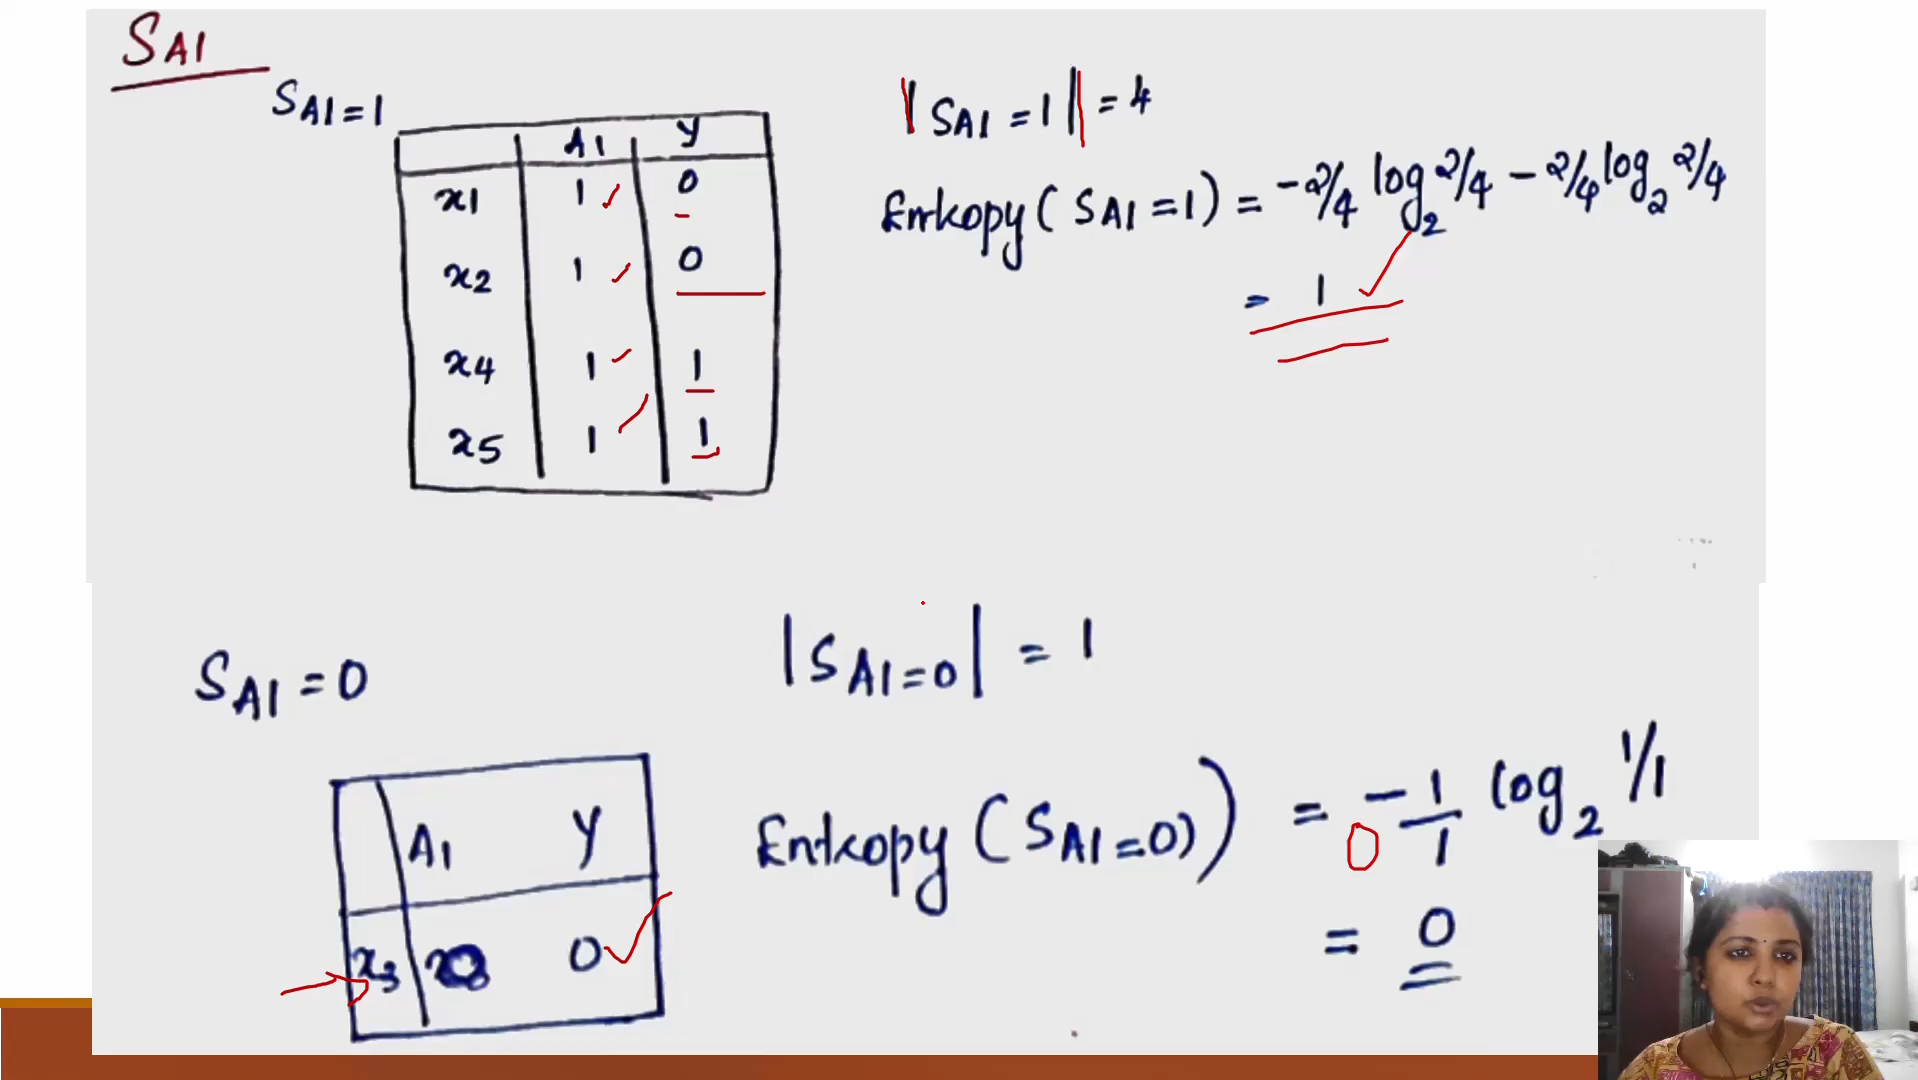 SA1
SA1=1
A1 y
x1 1 0
x2 1 0
x4 1 1
x5 1 1
|SA1=1| = 4
Entropy(SA1=1) = -2/4 log2 2/4 - 2/4 log2 2/4
= 1
SA1=0
|SA1=0| = 1
A1 Y
x3 0
Entropy(SA1=0) = -1/1 log2 1/1
0
= 0